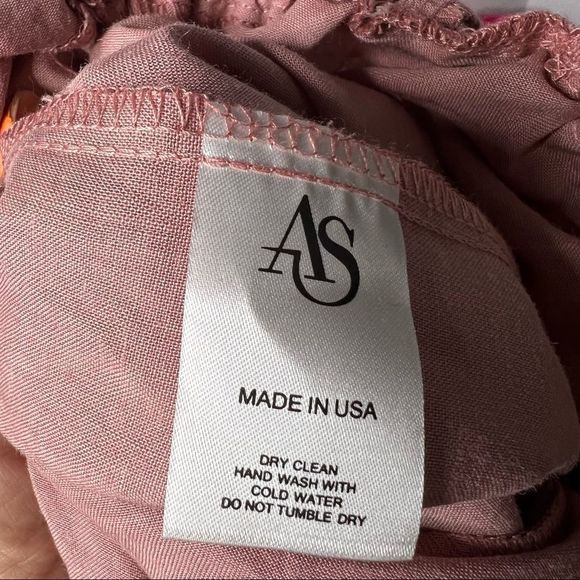 AS
MADE IN USA
DRY CLEAN
HAND WASH WITH
COLD WATER
DO NOT TUMBLE DRY